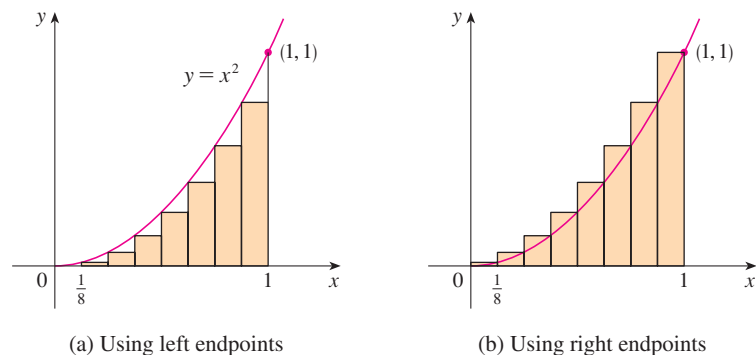 y
y = x²
(1, 1)
0
1/8
1
x
(a) Using left endpoints
y
(1, 1)
0
1/8
1
x
(b) Using right endpoints